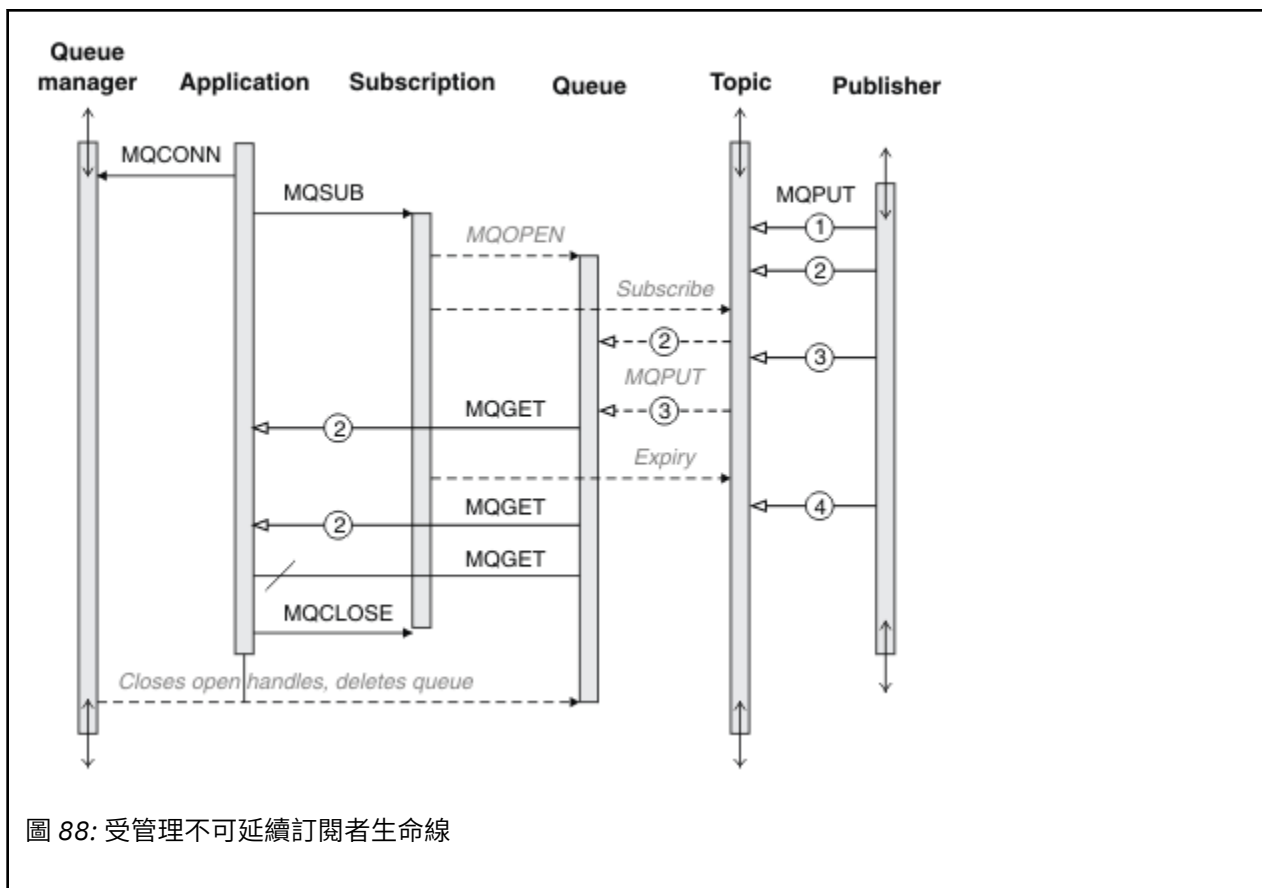 Queue
manager Application Subscription Queue Topic Publisher
MQCONN
MQPUT
MQSUB
①
MQOPEN
②
Subscribe
②
③
MQPUT
MQGET
③
②
Expiry
MQGET
④
②
MQGET
MQCLOSE
Closes open handles, deletes queue
圖 88: 受管理不可延續訂閱者生命線